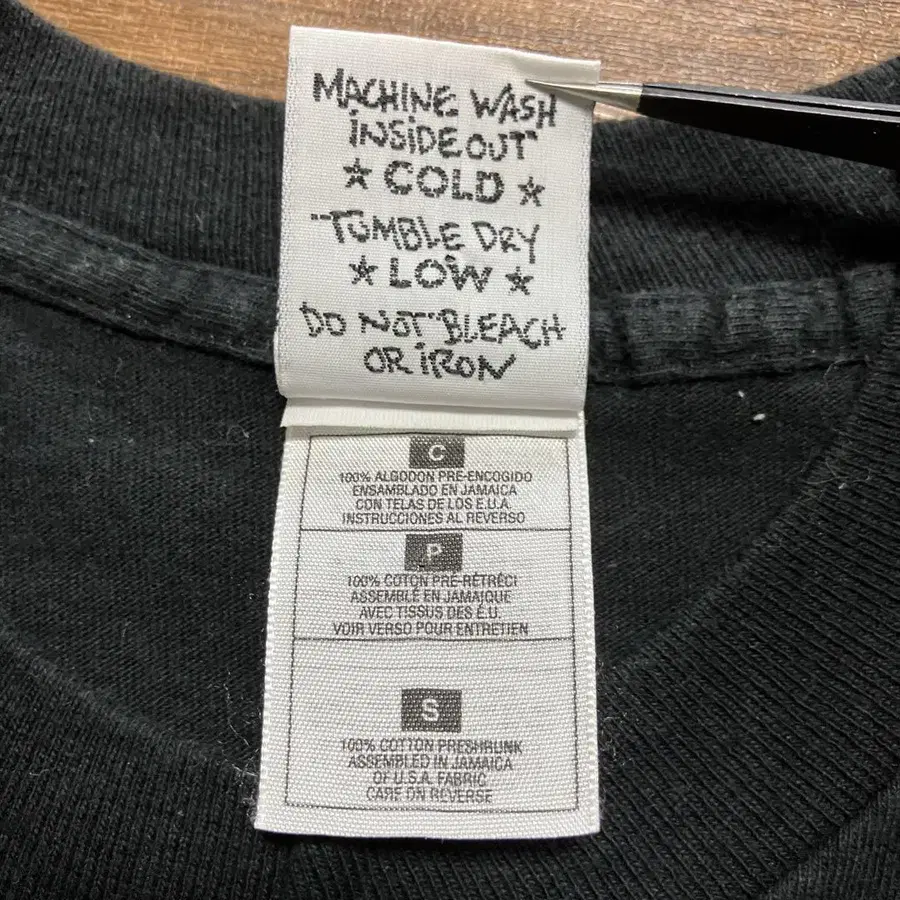 MACHINE WASH
iNSiDE OUT
★ COLD ★
TUMBLE DRY
★ LOW ★
DO NOT BLEACH
OR iRON
C
100% ALGODON PRE-ENCOGIDO
ENSAMBLADO EN JAMAICA
CON TELAS DE LOS E.U.A.
INSTRUCCIONES AL REVERSO
P
100% COTON PRÉ-RÉTRÉCI
ASSEMBLÉ EN JAMAIQUE
AVEC TISSUS DES É.U.
VOIR VERSO POUR ENTRETIEN
S
100% COTTON PRESHRUNK
ASSEMBLED IN JAMAICA
OF U.S.A. FABRIC
CARE ON REVERSE